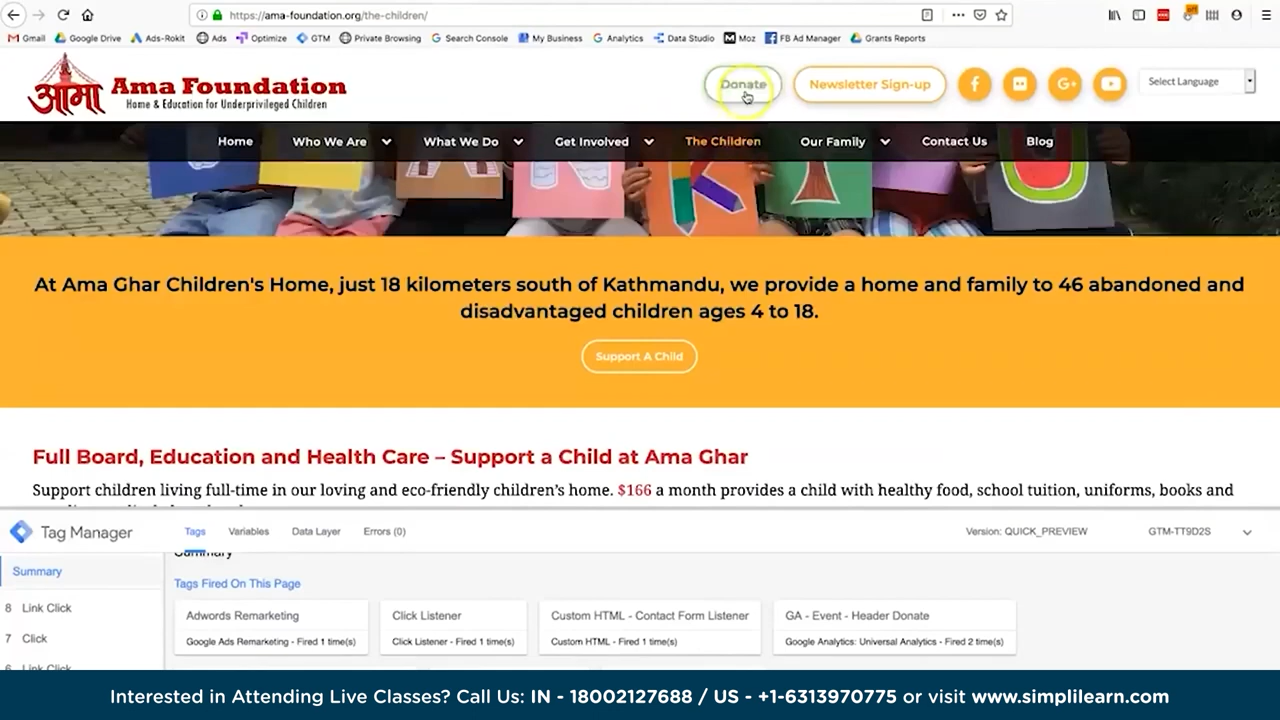 https://ama-foundation.org/the-children/
Gmail Google Drive Ads-Rokit Ads Optimize GTM Private Browsing Search Console My Business Analytics Data Studio Moz FB Ad Manager Grants Reports
आमा Ama Foundation
Home & Education for Underprivileged Children
Donate Newsletter Sign-up Select Language
Home Who We Are What We Do Get Involved The Children Our Family Contact Us Blog
At Ama Ghar Children's Home, just 18 kilometers south of Kathmandu, we provide a home and family to 46 abandoned and
disadvantaged children ages 4 to 18.
Support A Child
Full Board, Education and Health Care – Support a Child at Ama Ghar
Support children living full-time in our loving and eco-friendly children's home. $166 a month provides a child with healthy food, school tuition, uniforms, books and
Tag Manager Tags Variables Data Layer Errors (0) Version: QUICK_PREVIEW GTM-TT9D2S
Summary
Summary
Tags Fired On This Page
8 Link Click
7 Click
6 Link Click
Adwords Remarketing
Google Ads Remarketing - Fired 1 time(s)
Click Listener
Click Listener - Fired 1 time(s)
Custom HTML - Contact Form Listener
Custom HTML - Fired 1 time(s)
GA - Event - Header Donate
Google Analytics: Universal Analytics - Fired 2 time(s)
Interested in Attending Live Classes? Call Us: IN - 18002127688 / US - +1-6313970775 or visit www.simplilearn.com